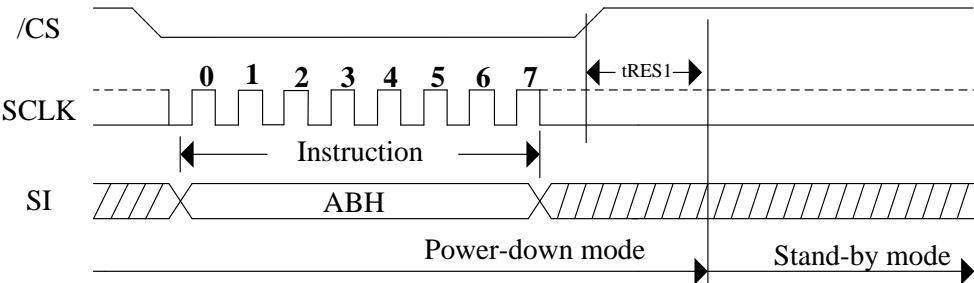 /CS
tRES1
0 1 2 3 4 5 6 7
SCLK
Instruction
SI
ABH
Power-down mode
Stand-by mode